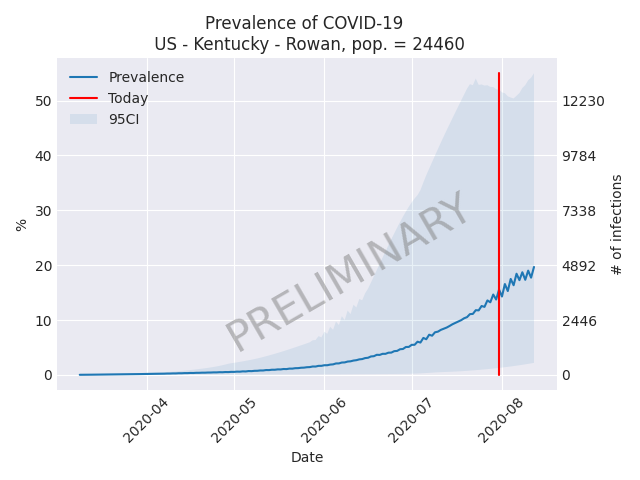 Prevalence of COVID-19
US - Kentucky - Rowan, pop. = 24460
Prevalence
Today
95CI
50
40
30
20
10
0
%
12230
9784
7338
4892
2446
0
# of infections
PRELIMINARY
2020-04
2020-05
2020-06
2020-07
2020-08
Date